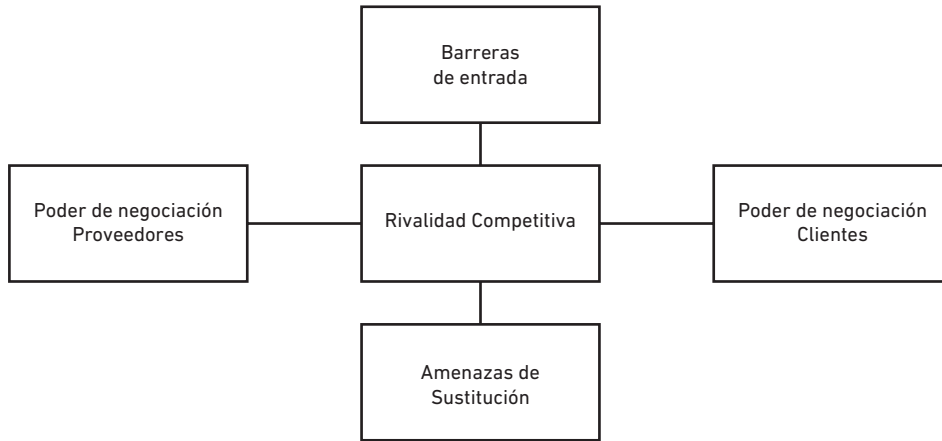 Barreras
de entrada
Poder de negociación
Proveedores
Rivalidad Competitiva
Poder de negociación
Clientes
Amenazas de
Sustitución